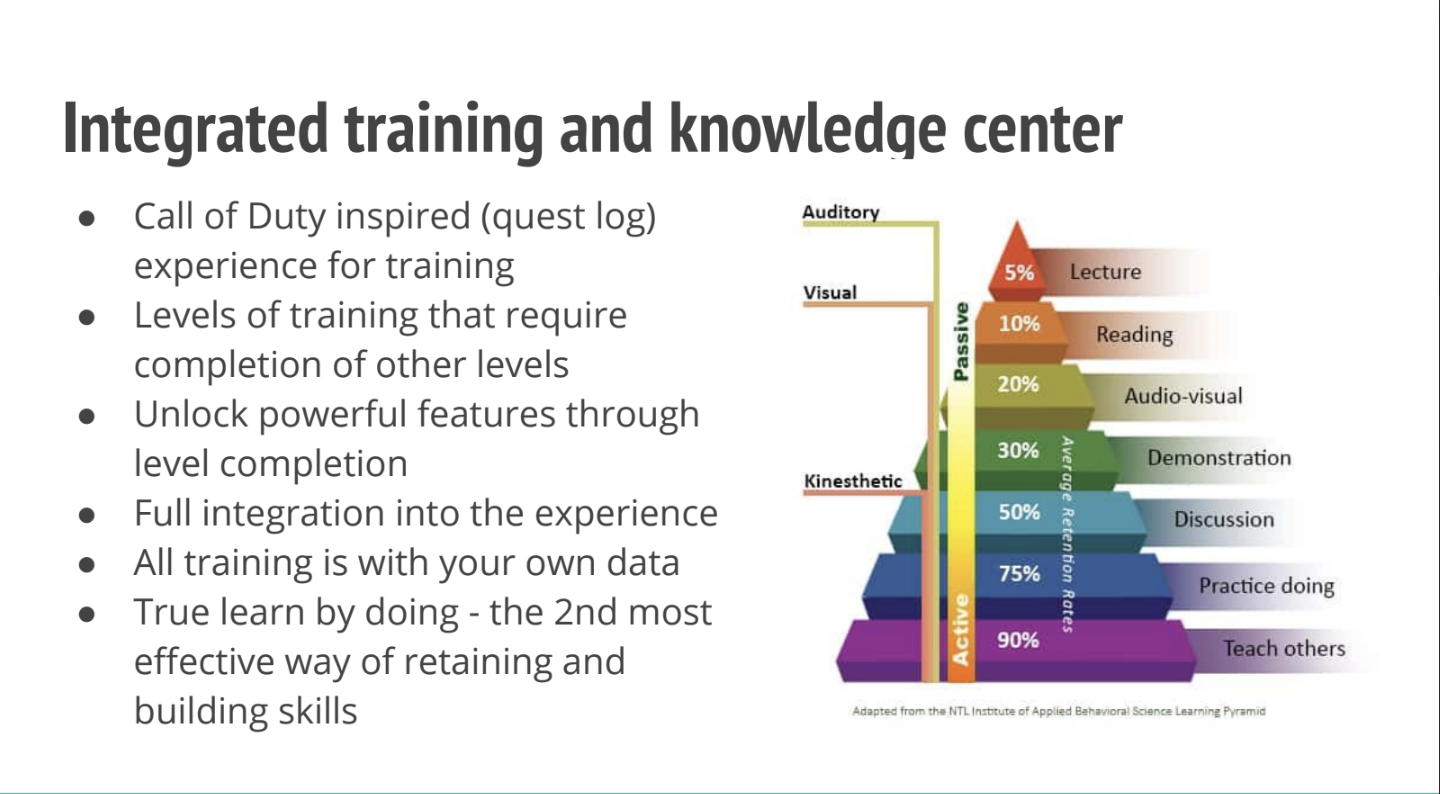 Integrated training and knowledge center
● Call of Duty inspired (quest log)
experience for training
● Levels of training that require
completion of other levels
● Unlock powerful features through
level completion
● Full integration into the experience
● All training is with your own data
● True learn by doing - the 2nd most
effective way of retaining and
building skills
Auditory
Visual
Kinesthetic
Passive
Active
5% Lecture
10% Reading
20% Audio-visual
30% Demonstration
50% Discussion
75% Practice doing
90% Teach others
Average Retention Rates
Adapted from the NTL Institute of Applied Behavioral Science Learning Pyramid